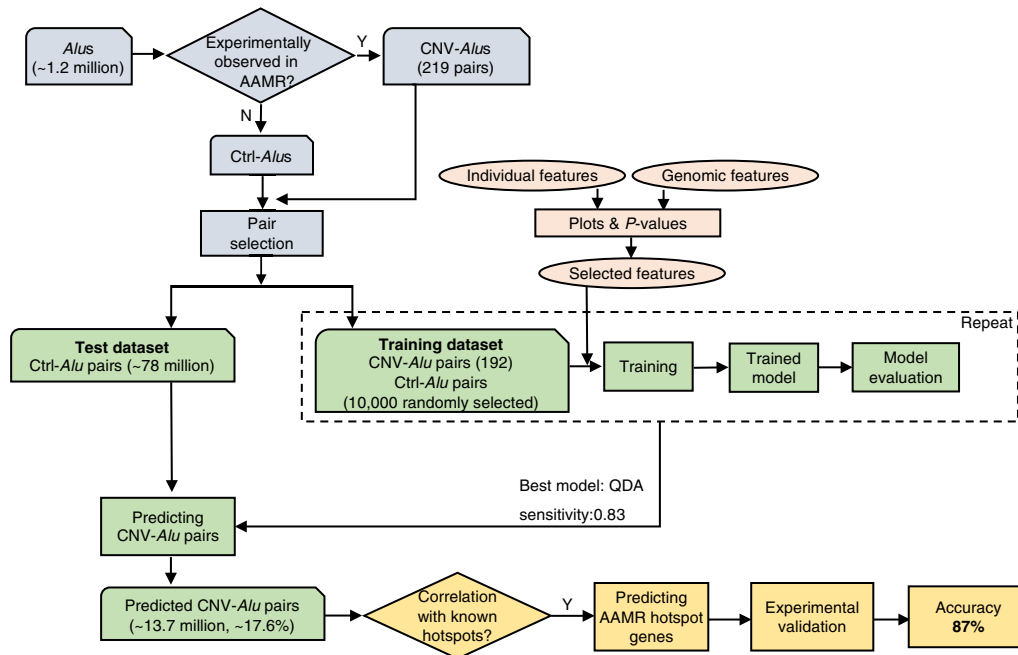 Alus
(~1.2 million)
Experimentally
observed in
AAMR?
Y
CNV-Alus
(219 pairs)
N
Ctrl-Alus
Pair
selection
Individual features
Genomic features
Plots & P-values
Selected features
Repeat
Test dataset
Ctrl-Alu pairs (~78 million)
Training dataset
CNV-Alu pairs (192)
Ctrl-Alu pairs
(10,000 randomly selected)
Training
Trained
model
Model
evaluation
Best model: QDA
sensitivity:0.83
Predicting
CNV-Alu pairs
Predicted CNV-Alu pairs
(~13.7 million, ~17.6%)
Correlation
with known
hotspots?
Y
Predicting
AAMR hotspot
genes
Experimental
validation
Accuracy
87%